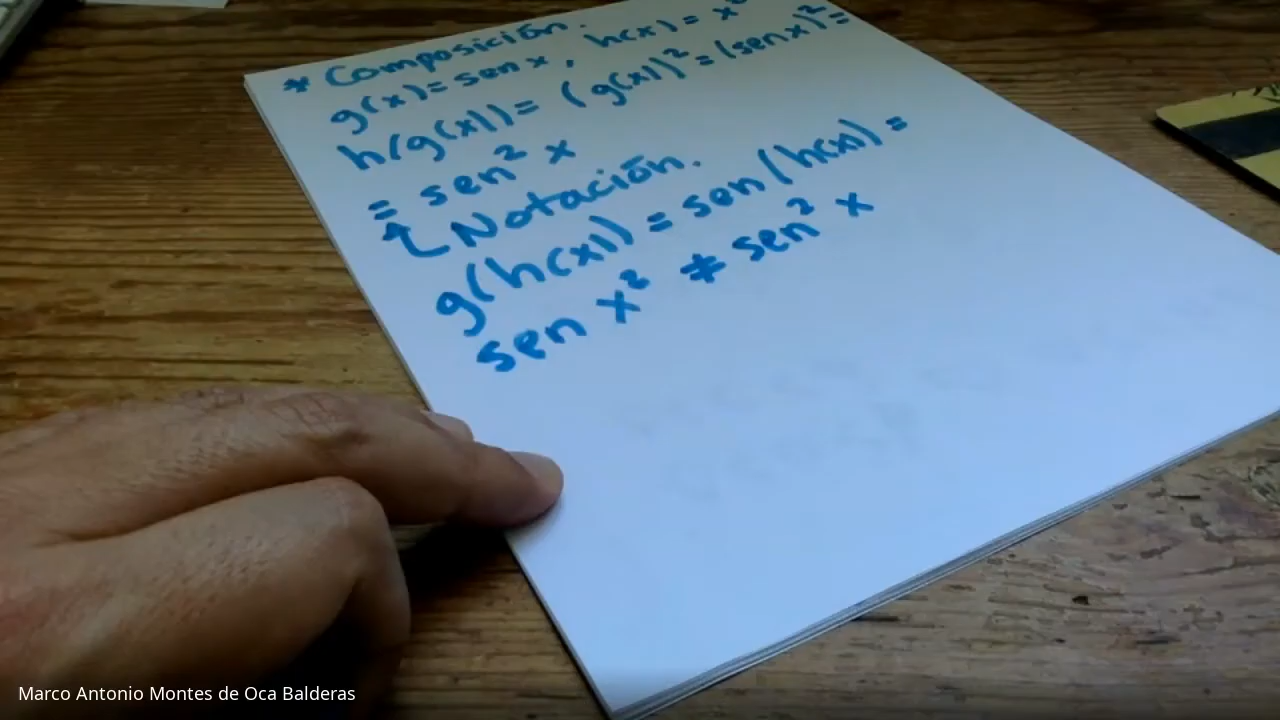 * Composición.
g(x) = sen x, h(x) = x²
h(g(x)) = (g(x))² = (sen x)² =
= sen² x
Notación.
g(h(x)) = sen (h(x)) =
sen x² ≠ sen² x
Marco Antonio Montes de Oca Balderas